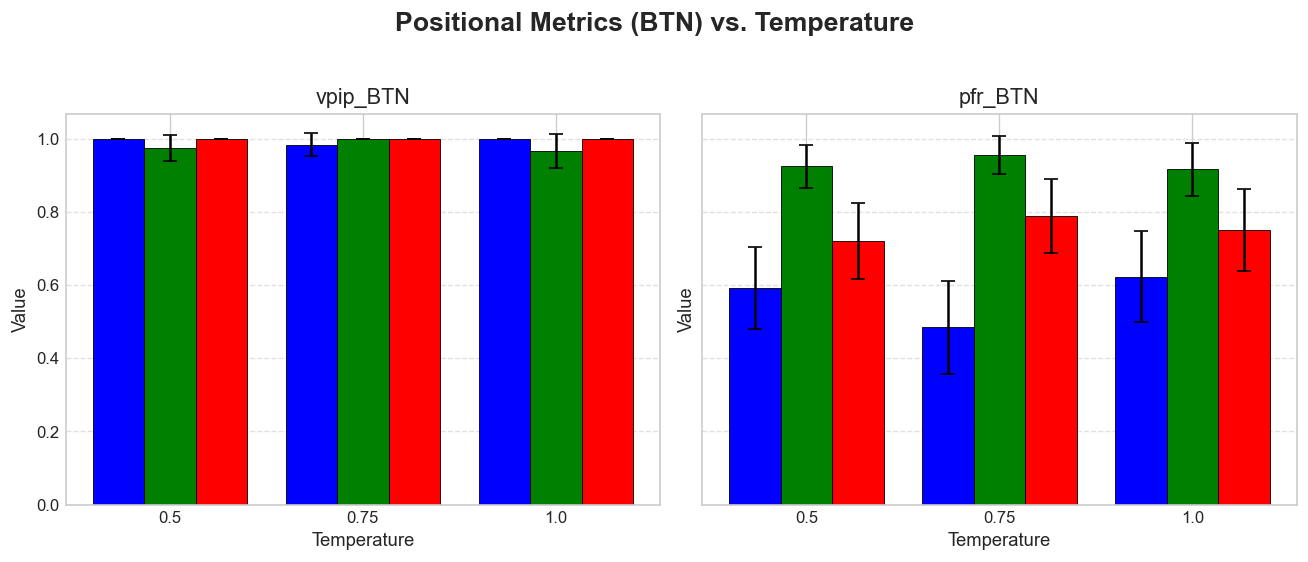 Positional Metrics (BTN) vs. Temperature
vpip_BTN
Value
1.0
0.8
0.6
0.4
0.2
0.0
0.5
0.75
1.0
Temperature
pfr_BTN
Value
0.5
0.75
1.0
Temperature